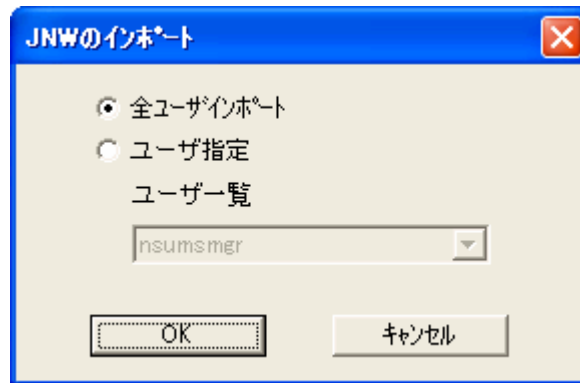 JNWのインポート
全ユーザインポート
ユーザ指定
ユーザ一覧
nsumsmgr
OK
キャンセル